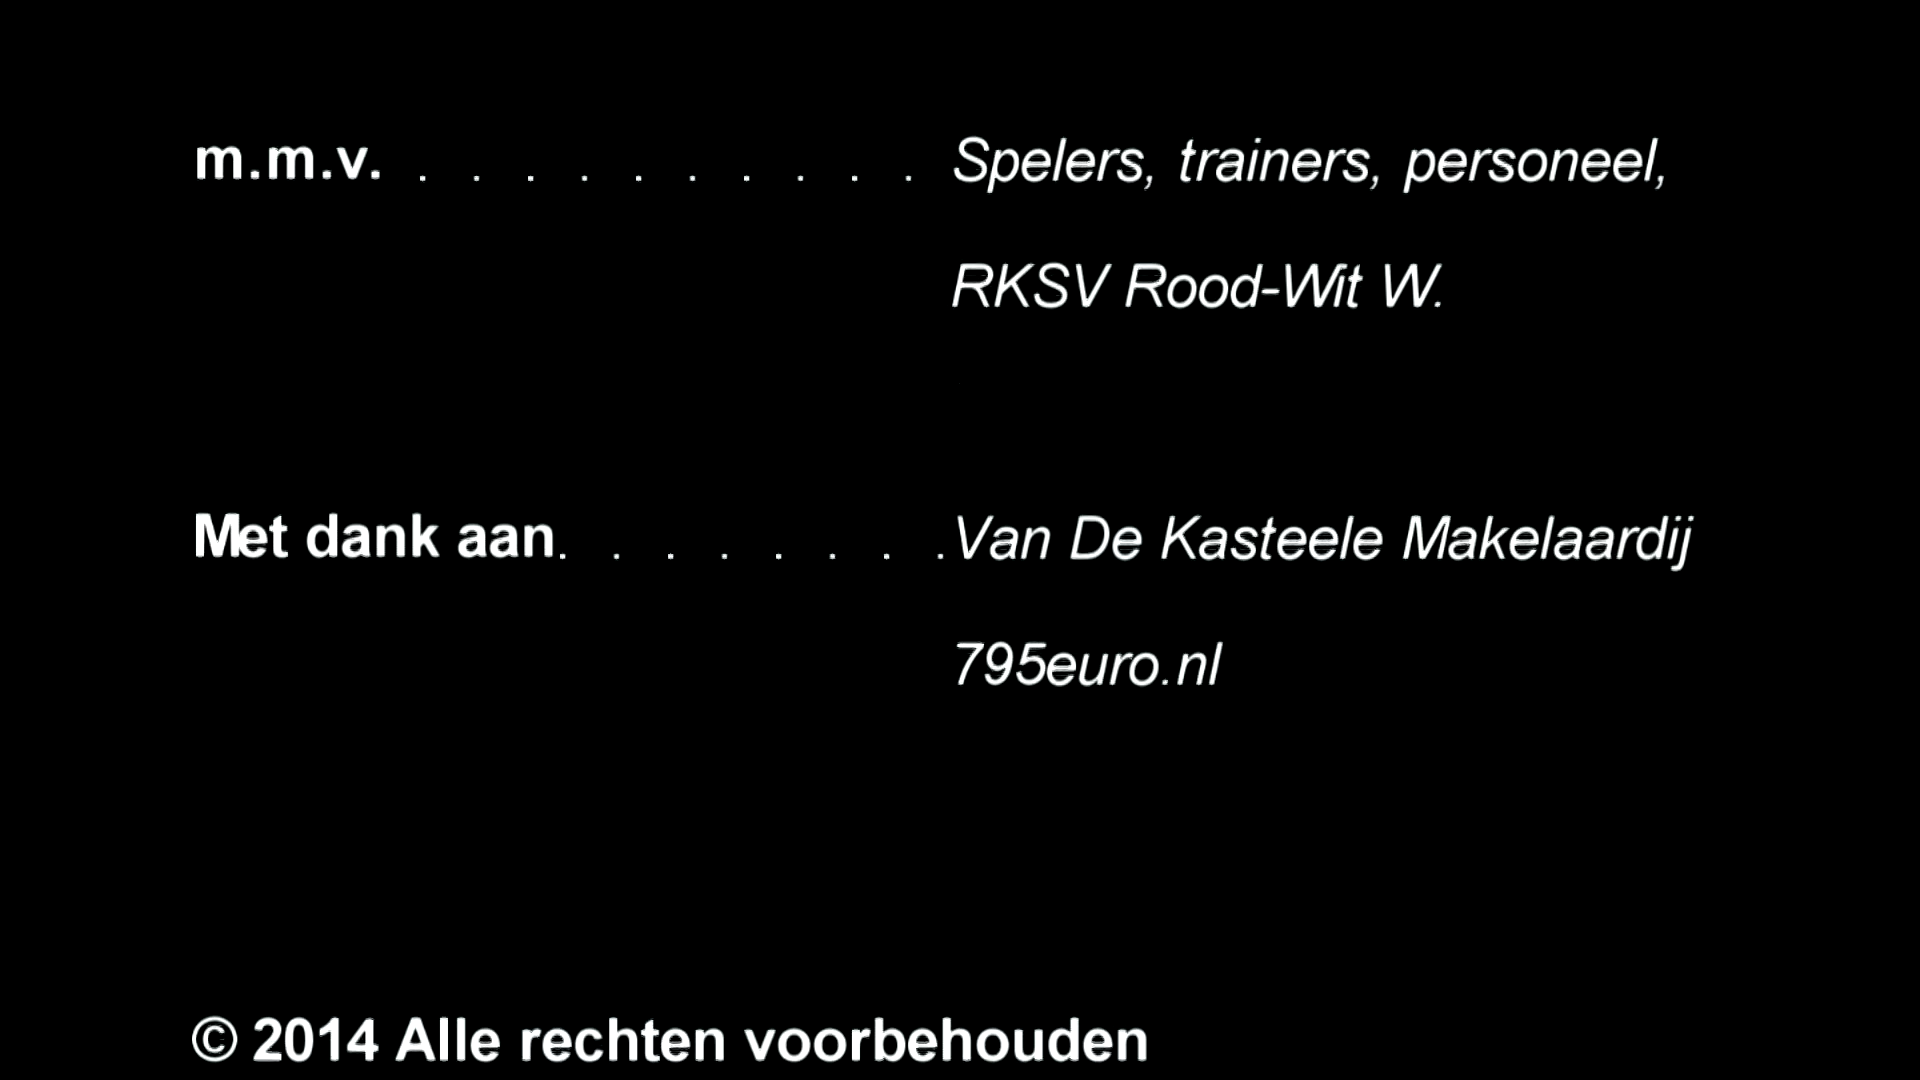 m.m.v. . . . . . . . . . . Spelers, trainers, personeel,
RKSV Rood-Wit W.
Met dank aan. . . . . . . .Van De Kasteele Makelaardij
795euro.nl
© 2014 Alle rechten voorbehouden